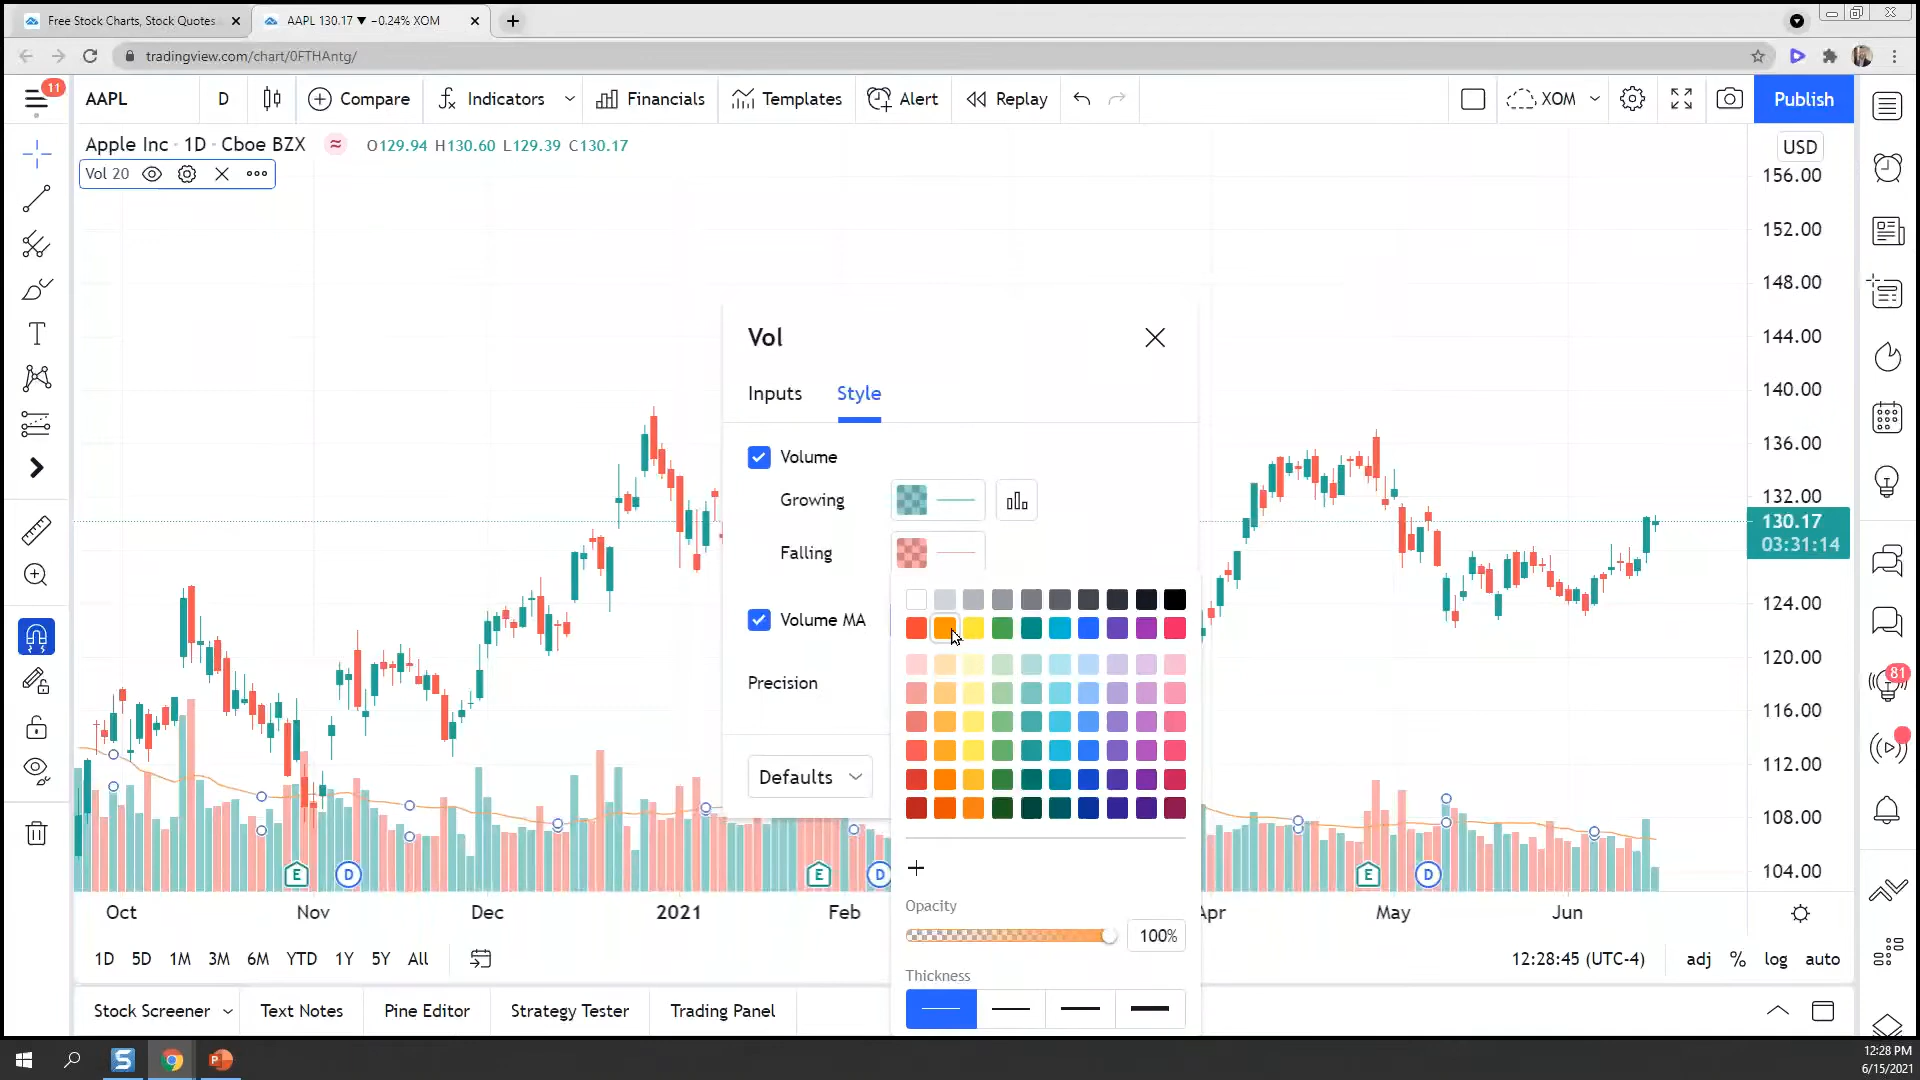 Free Stock Charts, Stock Quotes
AAPL 130.17 ▼ −0.24% XOM
tradingview.com/chart/0FTHAntg/
11
AAPL
D
Compare
Indicators
Financials
Templates
Alert
Replay
XOM
Publish
Apple Inc · 1D · Cboe BZX
O129.94 H130.60 L129.39 C130.17
USD
Vol 20
156.00
152.00
148.00
144.00
140.00
136.00
132.00
130.17
03:31:14
124.00
120.00
116.00
112.00
108.00
104.00
Vol
Inputs
Style
Volume
Growing
Falling
Volume MA
Precision
Defaults
Opacity
100%
Thickness
81
E
D
E
D
E
D
Oct
Nov
Dec
2021
Feb
Apr
May
Jun
1D
5D
1M
3M
6M
YTD
1Y
5Y
All
12:28:45 (UTC-4)
adj
%
log
auto
Stock Screener
Text Notes
Pine Editor
Strategy Tester
Trading Panel
S
P
12:28 PM
6/15/2021